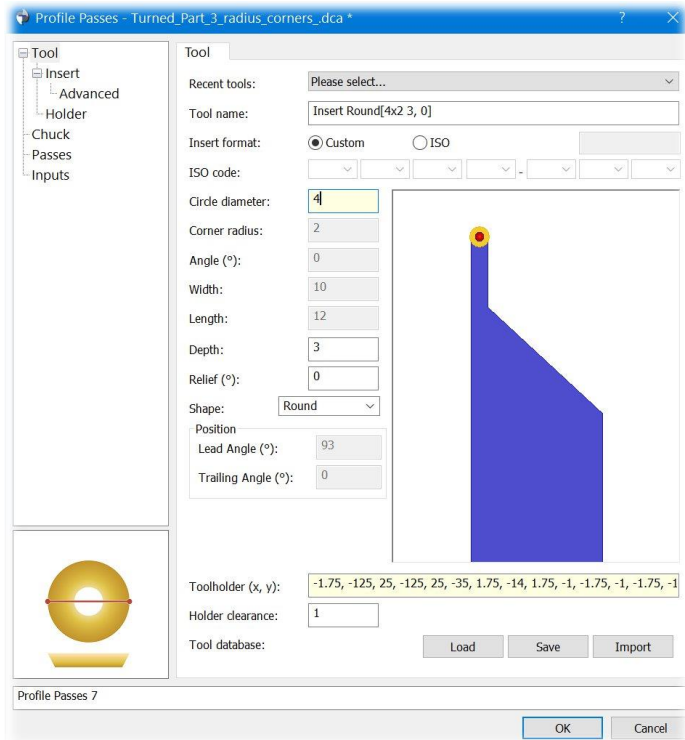 Profile Passes - Turned_Part_3_radius_corners_.dca *
? ×
Tool
Insert
Advanced
Holder
Chuck
Passes
Inputs
Tool
Recent tools: Please select...
Tool name: Insert Round[4x2 3, 0]
Insert format: Custom ISO
ISO code: -
Circle diameter: 4
Corner radius: 2
Angle (°): 0
Width: 10
Length: 12
Depth: 3
Relief (°): 0
Shape: Round
Position
Lead Angle (°): 93
Trailing Angle (°): 0
Toolholder (x, y): -1.75, -125, 25, -125, 25, -35, 1.75, -14, 1.75, -1, -1.75, -1, -1.75, -1
Holder clearance: 1
Tool database: Load Save Import
Profile Passes 7
OK Cancel